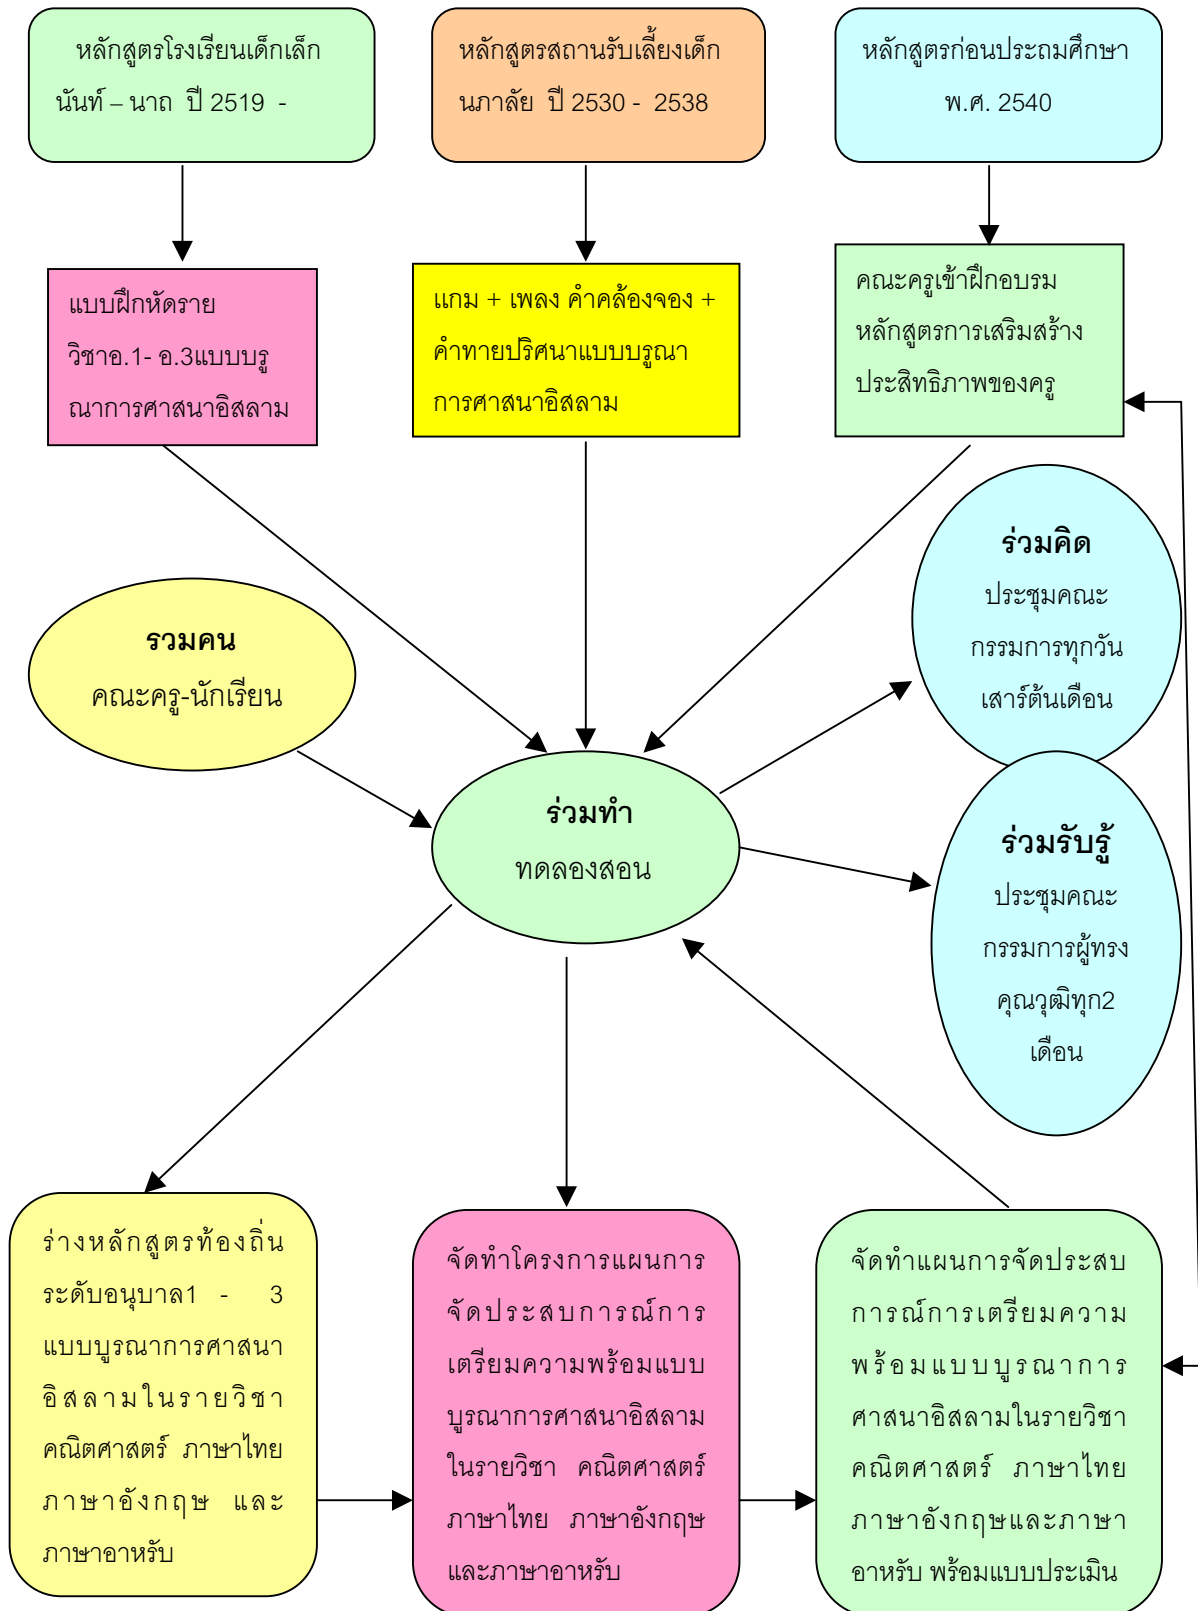 หลักสูตรโรงเรียนเด็กเล็ก
นันท์ – นาถ ปี 2519 -
หลักสูตรสถานรับเลี้ยงเด็ก
นภาลัย ปี 2530 - 2538
หลักสูตรก่อนประถมศึกษา
พ.ศ. 2540
แบบฝึกหัดราย
วิชาอ.1- อ.3แบบบรู
ณาการศาสนาอิสลาม
แกม + เพลง คำคล้องจอง +
คำทายปริศนาแบบบรูณา
การศาสนาอิสลาม
คณะครูเข้าฝึกอบรม
หลักสูตรการเสริมสร้าง
ประสิทธิภาพของครู
ร่วมคิด
ประชุมคณะ
กรรมการทุกวัน
เสาร์ต้นเดือน
รวมคน
คณะครู-นักเรียน
ร่วมทำ
ทดลองสอน
ร่วมรับรู้
ประชุมคณะ
กรรมการผู้ทรง
คุณวุฒิทุก2
เดือน
ร่างหลักสูตรท้องถิ่น
ระดับอนุบาล1 - 3
แบบบูรณาการศาสนา
อิสลามในรายวิชา
คณิตศาสตร์ ภาษาไทย
ภาษาอังกฤษ และ
ภาษาอาหรับ
จัดทำโครงการแผนการ
จัดประสบการณ์การ
เตรียมความพร้อมแบบ
บูรณาการศาสนาอิสลาม
ในรายวิชา คณิตศาสตร์
ภาษาไทย ภาษาอังกฤษ
และภาษาอาหรับ
จัดทำแผนการจัดประสบ
การณ์การเตรียมความ
พร้อมแบบบูรณาการ
ศาสนาอิสลามในรายวิชา
คณิตศาสตร์ ภาษาไทย
ภาษาอังกฤษและภาษา
อาหรับ พร้อมแบบประเมิน